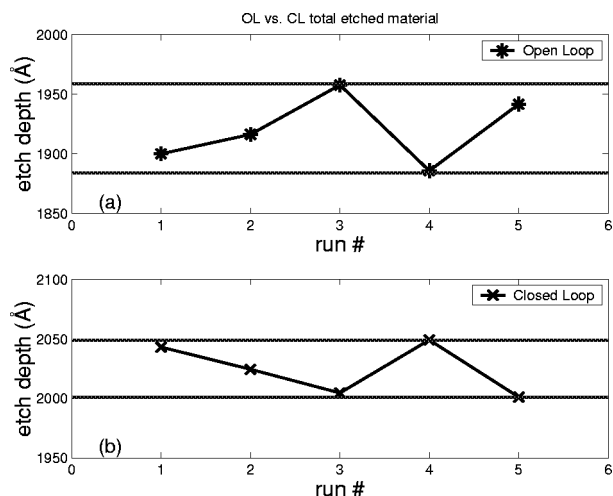 OL vs. CL total etched material
2000
1950
1900
1850
etch depth (Å)
Open Loop
(a)
0 1 2 3 4 5 6
run #
2100
2050
2000
1950
etch depth (Å)
Closed Loop
(b)
0 1 2 3 4 5 6
run #